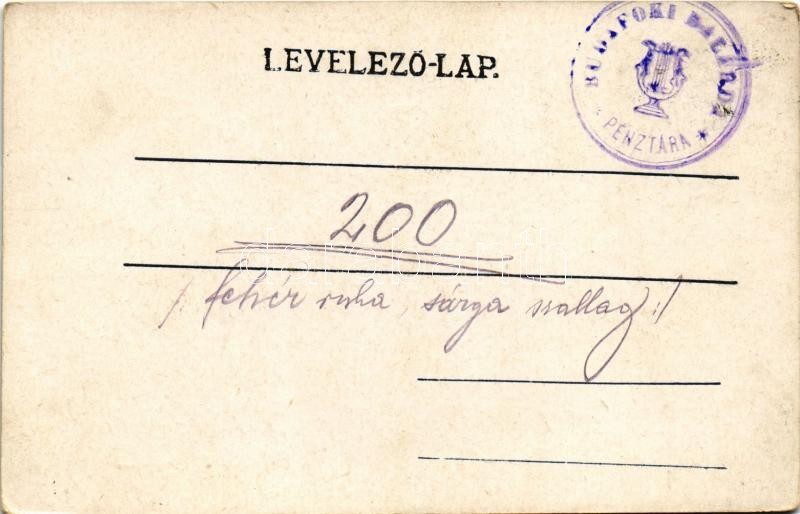 LEVELEZŐ-LAP.
BUDAFOKI DALÁRDA
* PÉNZTÁRA *
200
/: fehér ruha, sárga szallag :/